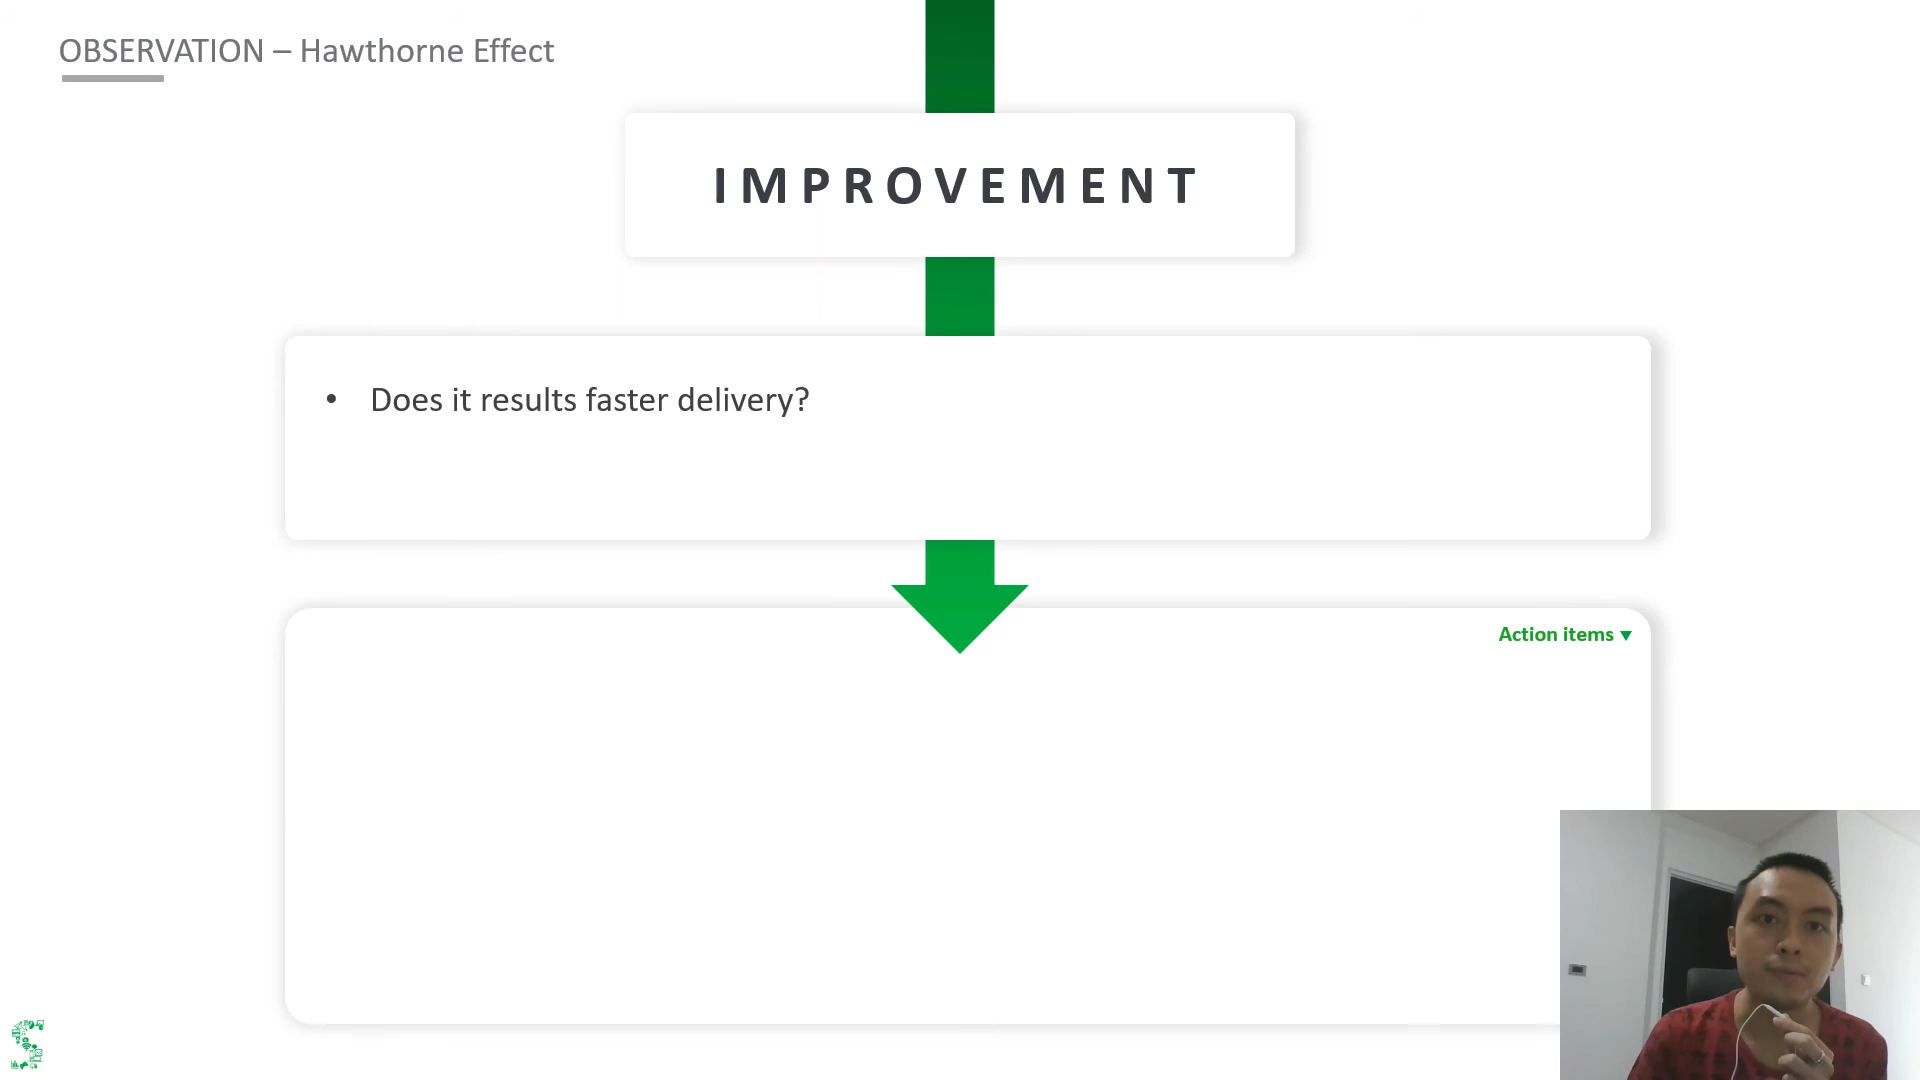 OBSERVATION – Hawthorne Effect
IMPROVEMENT
• Does it results faster delivery?
Action items ▼